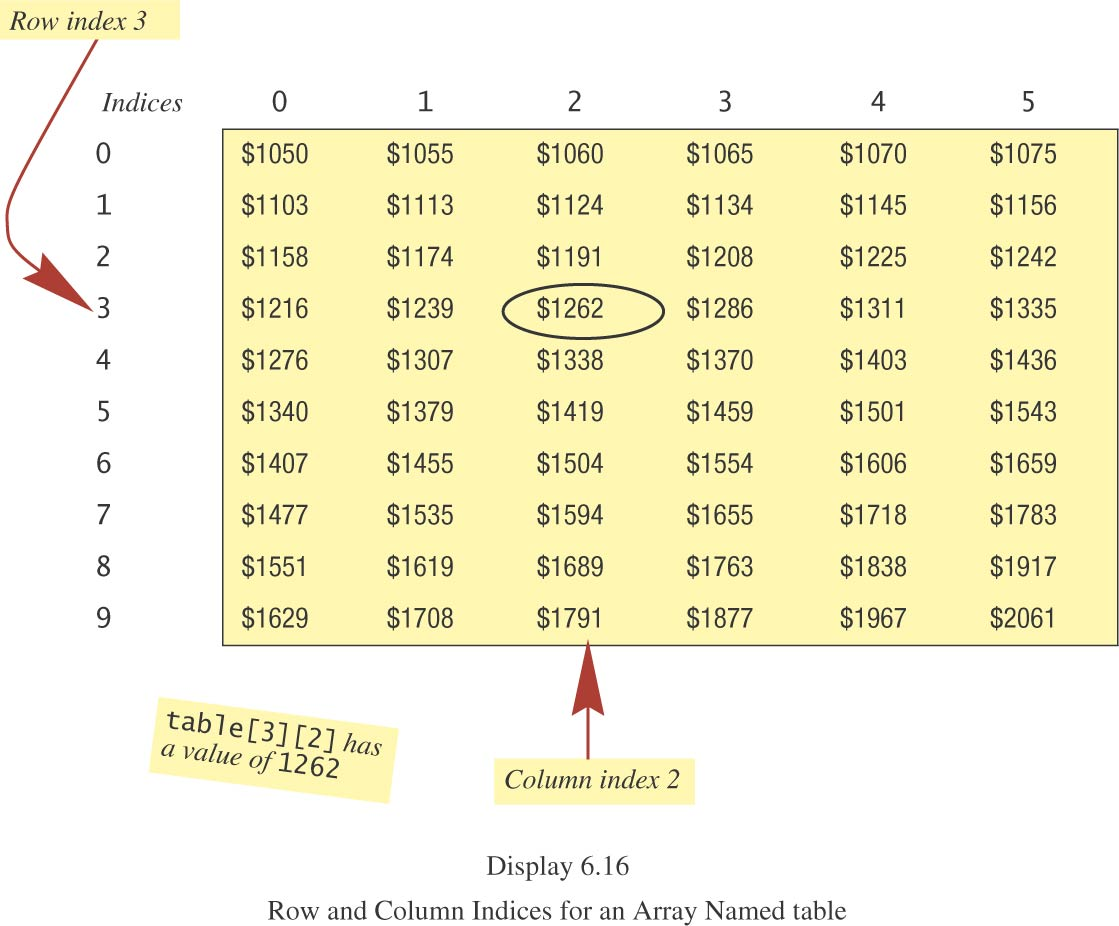 Row index 3
Indices 0 1 2 3 4 5
0 $1050 $1055 $1060 $1065 $1070 $1075
1 $1103 $1113 $1124 $1134 $1145 $1156
2 $1158 $1174 $1191 $1208 $1225 $1242
3 $1216 $1239 $1262 $1286 $1311 $1335
4 $1276 $1307 $1338 $1370 $1403 $1436
5 $1340 $1379 $1419 $1459 $1501 $1543
6 $1407 $1455 $1504 $1554 $1606 $1659
7 $1477 $1535 $1594 $1655 $1718 $1783
8 $1551 $1619 $1689 $1763 $1838 $1917
9 $1629 $1708 $1791 $1877 $1967 $2061
table[3][2] has
a value of 1262
Column index 2
Display 6.16
Row and Column Indices for an Array Named table